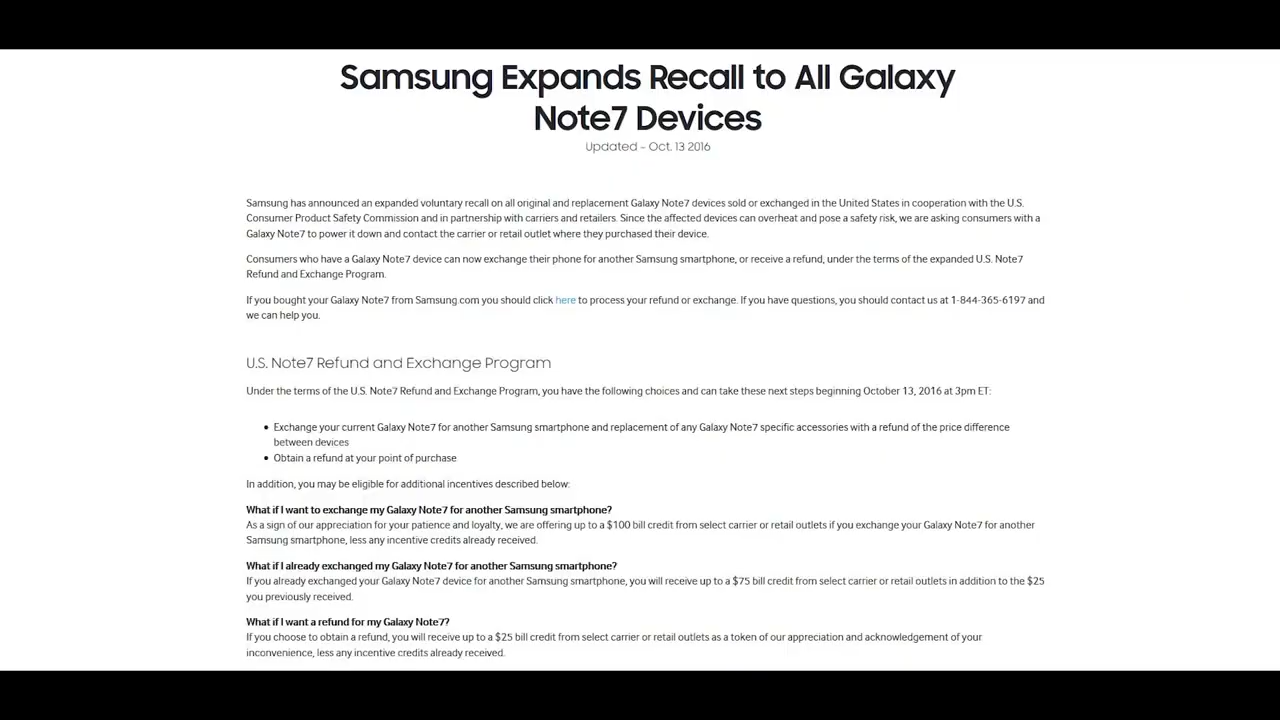 Samsung Expands Recall to All Galaxy
Note7 Devices
Updated – Oct. 13 2016
Samsung has announced an expanded voluntary recall on all original and replacement Galaxy Note7 devices sold or exchanged in the United States in cooperation with the U.S.
Consumer Product Safety Commission and in partnership with carriers and retailers. Since the affected devices can overheat and pose a safety risk, we are asking consumers with a
Galaxy Note7 to power it down and contact the carrier or retail outlet where they purchased their device.
Consumers who have a Galaxy Note7 device can now exchange their phone for another Samsung smartphone, or receive a refund, under the terms of the expanded U.S. Note7
Refund and Exchange Program.
If you bought your Galaxy Note7 from Samsung.com you should click here to process your refund or exchange. If you have questions, you should contact us at 1-844-365-6197 and
we can help you.
U.S. Note7 Refund and Exchange Program
Under the terms of the U.S. Note7 Refund and Exchange Program, you have the following choices and can take these next steps beginning October 13, 2016 at 3pm ET:
• Exchange your current Galaxy Note7 for another Samsung smartphone and replacement of any Galaxy Note7 specific accessories with a refund of the price difference
between devices
• Obtain a refund at your point of purchase
In addition, you may be eligible for additional incentives described below:
What if I want to exchange my Galaxy Note7 for another Samsung smartphone?
As a sign of our appreciation for your patience and loyalty, we are offering up to a $100 bill credit from select carrier or retail outlets if you exchange your Galaxy Note7 for another
Samsung smartphone, less any incentive credits already received.
What if I already exchanged my Galaxy Note7 for another Samsung smartphone?
If you already exchanged your Galaxy Note7 device for another Samsung smartphone, you will receive up to a $75 bill credit from select carrier or retail outlets in addition to the $25
you previously received.
What if I want a refund for my Galaxy Note7?
If you choose to obtain a refund, you will receive up to a $25 bill credit from select carrier or retail outlets as a token of our appreciation and acknowledgement of your
inconvenience, less any incentive credits already received.